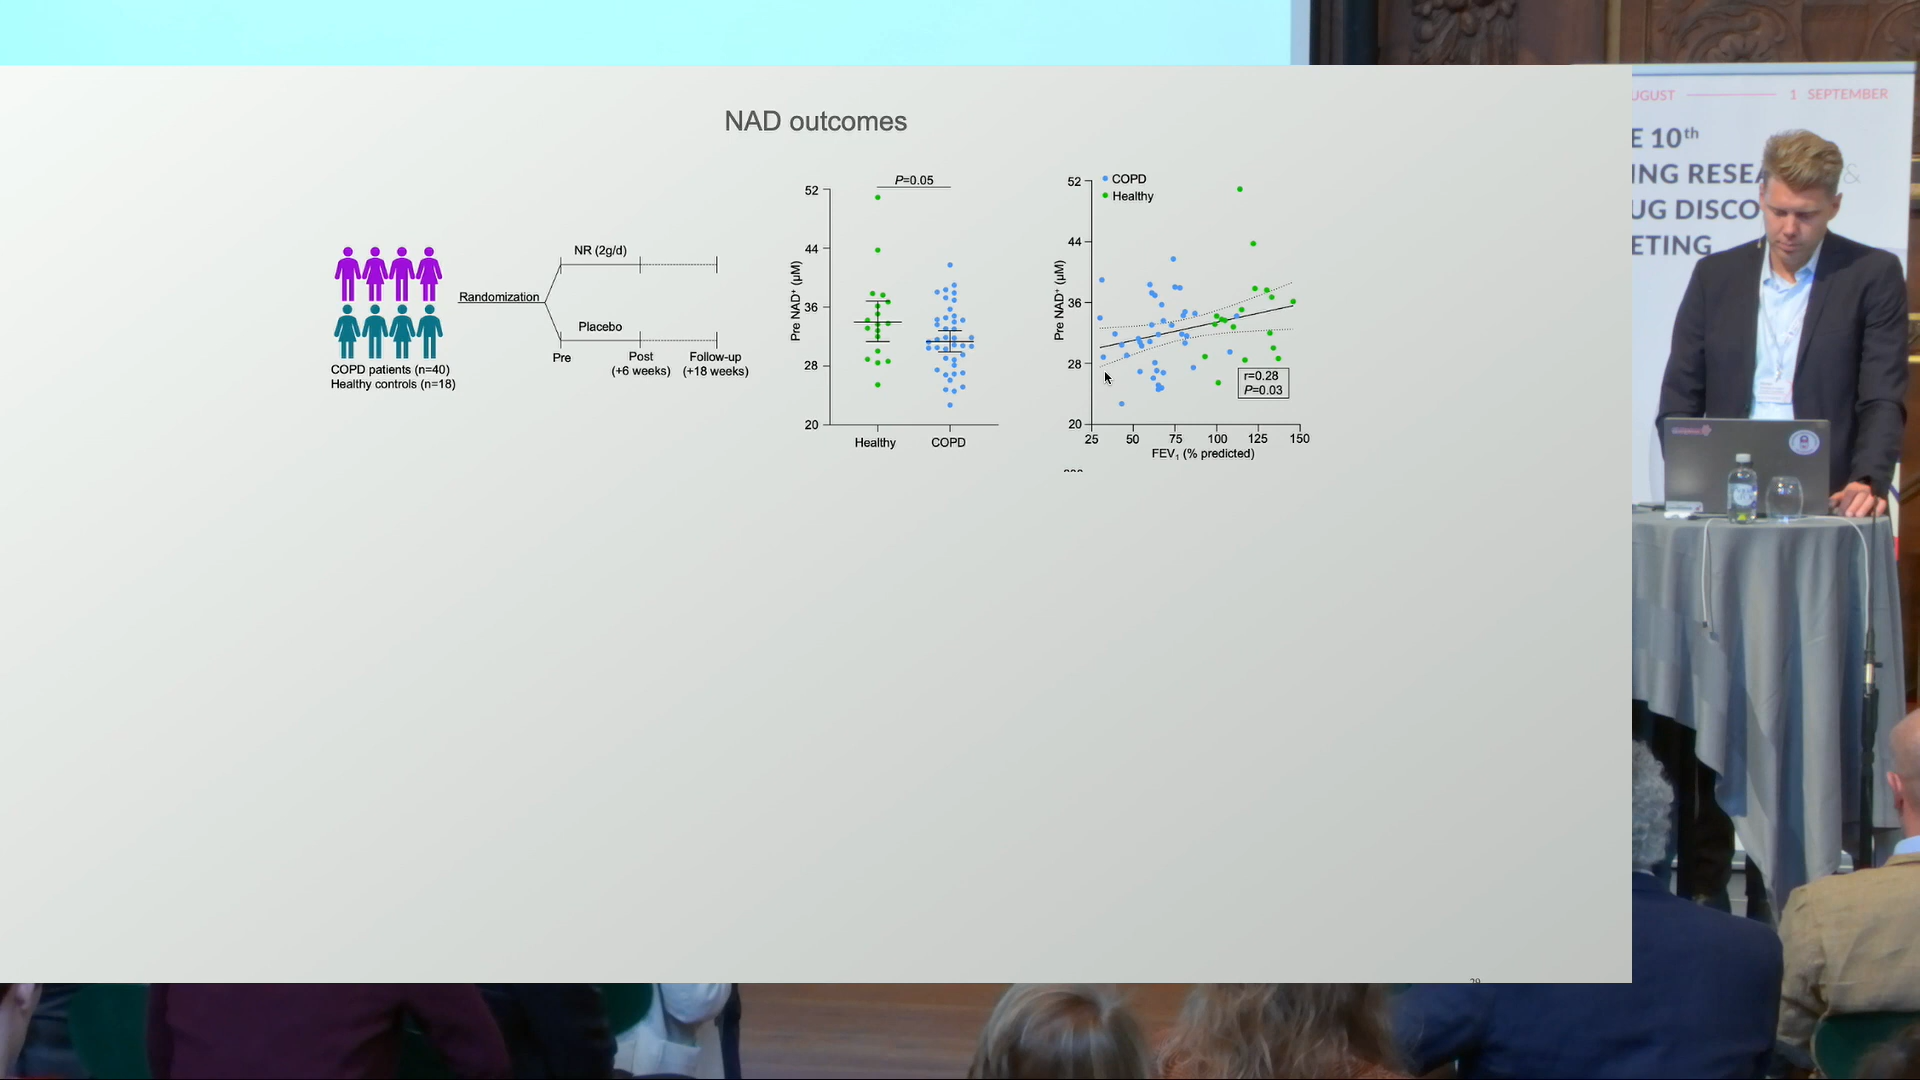 NAD outcomes
NR (2g/d)
Randomization
Placebo
Pre
Post
(+6 weeks)
Follow-up
(+18 weeks)
COPD patients (n=40)
Healthy controls (n=18)
P=0.05
Pre NAD⁺ (µM)
52
44
36
28
20
Healthy
COPD
COPD
Healthy
Pre NAD⁺ (µM)
52
44
36
28
20
r=0.28
P=0.03
25 50 75 100 125 150
FEV₁ (% predicted)
UGUST 1 SEPTEMBER
E 10th
ING RESEA &
UG DISCO
ETING